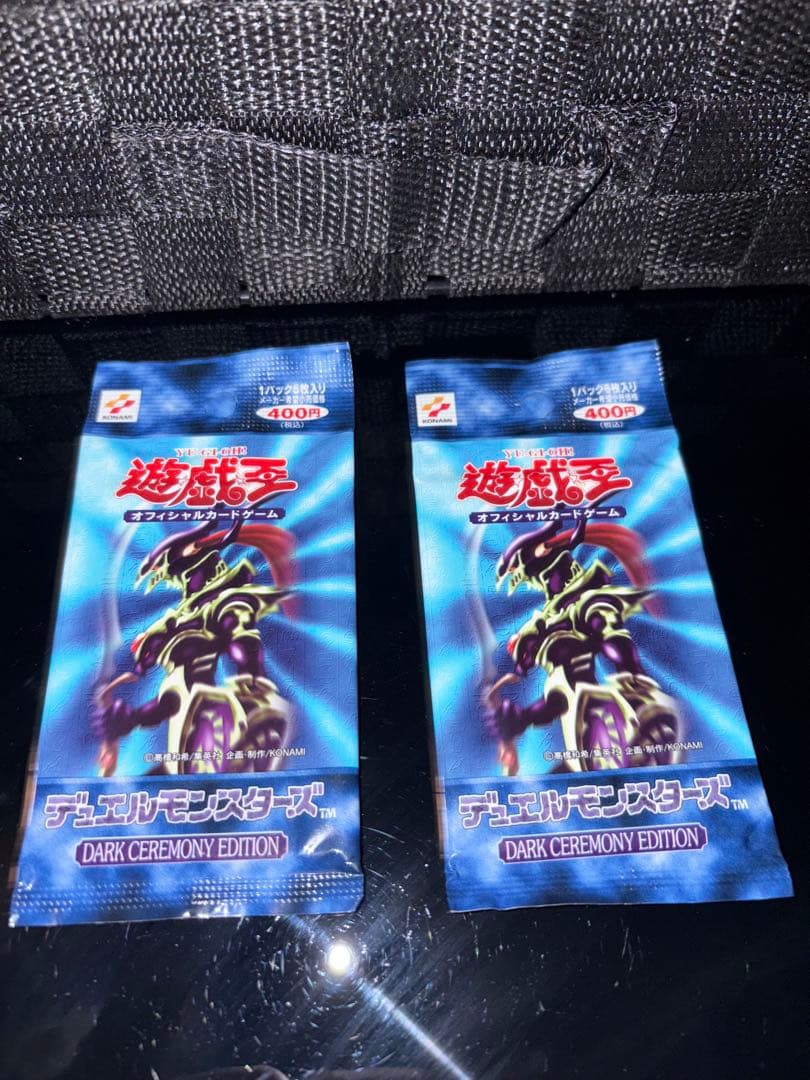 KONAMI
1パック6枚入り
メーカー希望小売価格
400円
(税込)
YU-GI-OH!
遊戯王
オフィシャルカードゲーム
©高橋和希/集英社 企画・制作/KONAMI
デュエルモンスターズ™
DARK CEREMONY EDITION
KONAMI
1パック6枚入り
メーカー希望小売価格
400円
(税込)
YU-GI-OH!
遊戯王
オフィシャルカードゲーム
©高橋和希/集英社 企画・制作/KONAMI
デュエルモンスターズ™
DARK CEREMONY EDITION